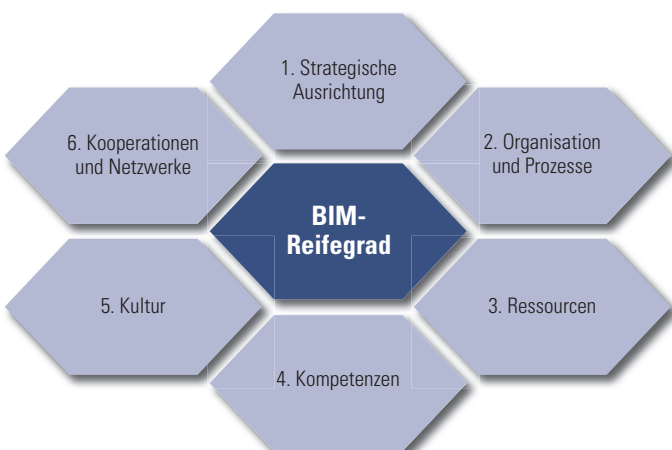 1. Strategische
Ausrichtung
2. Organisation
und Prozesse
3. Ressourcen
4. Kompetenzen
5. Kultur
6. Kooperationen
und Netzwerke
BIM-
Reifegrad